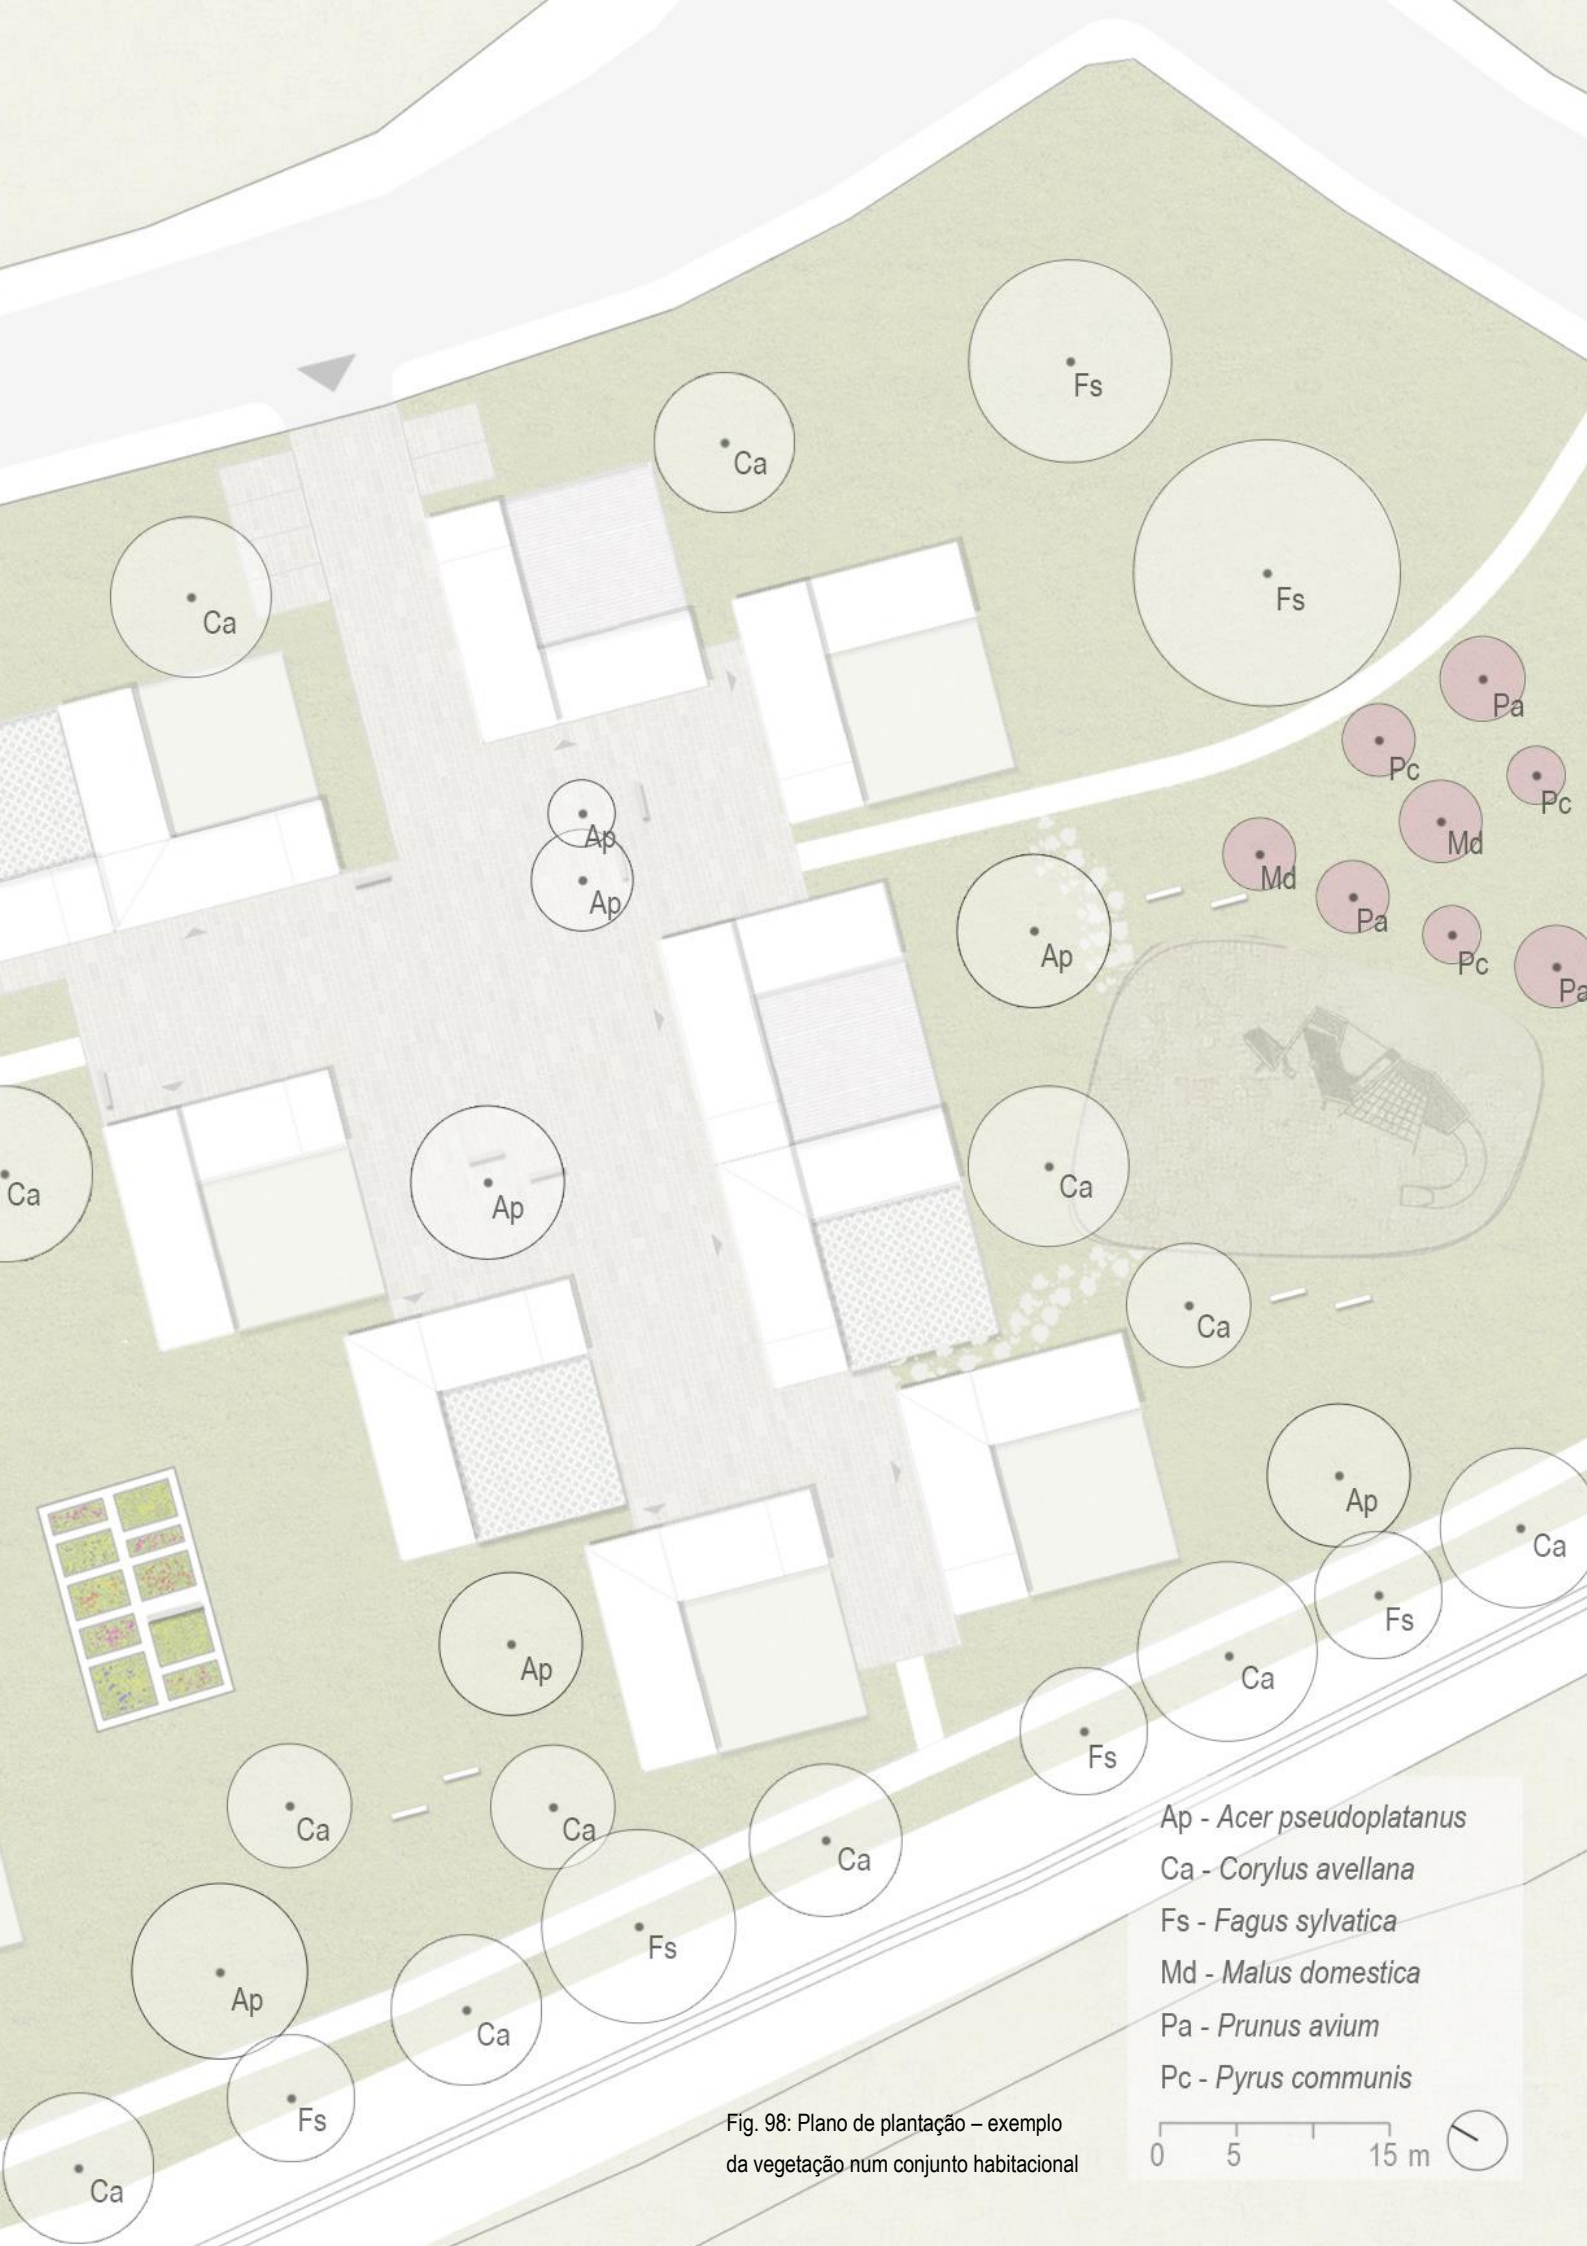 Fs
Ca
Fs
Ca
Pa
Pc
Pc
Ap
Md
Md
Ap
Pa
Ap
Pc
Pa
Ca
Ca
Ap
Ca
Ap
Ca
Fs
Ap
Ca
Fs
Ca
Ca
Ca
Fs
Ap
Ca
Fs
Ca
Ap - Acer pseudoplatanus
Ca - Corylus avellana
Fs - Fagus sylvatica
Md - Malus domestica
Pa - Prunus avium
Pc - Pyrus communis
0 5 15 m
Fig. 98: Plano de plantação – exemplo
da vegetação num conjunto habitacional